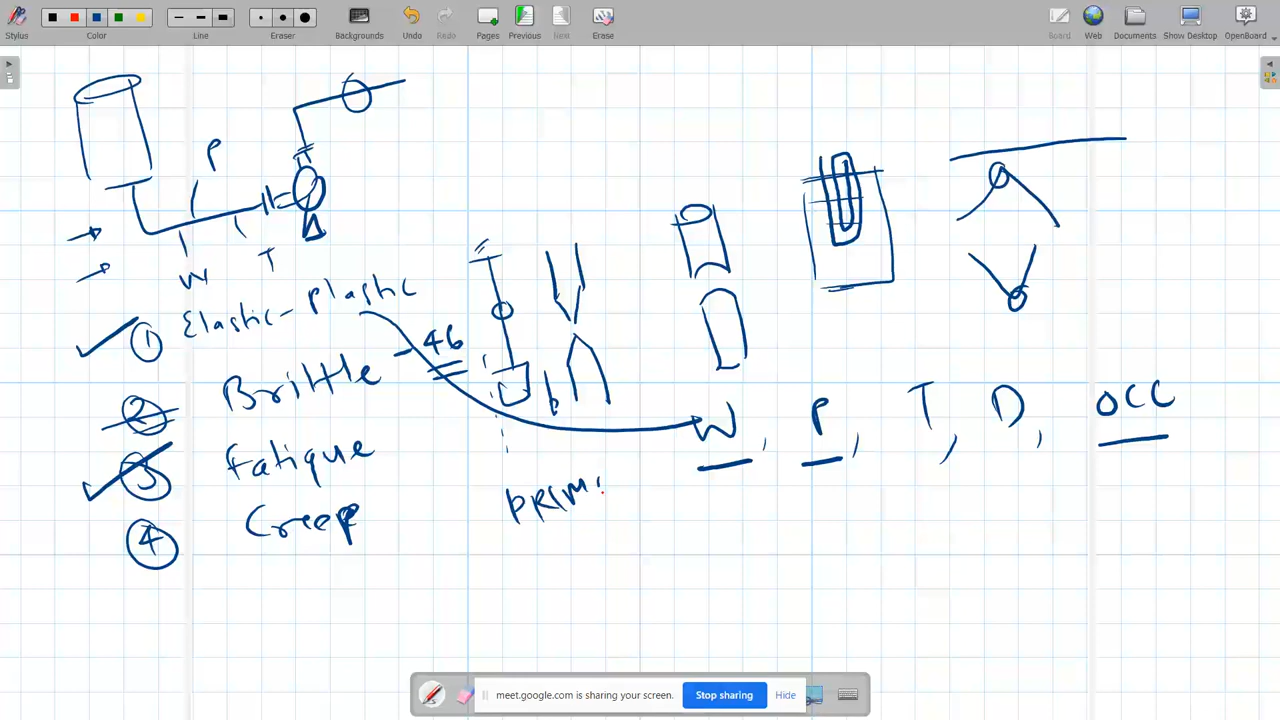 Stylus Color Line Eraser Backgrounds Undo Redo Pages Previous Next Erase Board Web Documents Show Desktop OpenBoard
P
W T
① Elastic-plastic
② Brittle -46
③ Fatique
④ Creep
W, P, T, D, OCC
PRIM
meet.google.com is sharing your screen. Stop sharing Hide